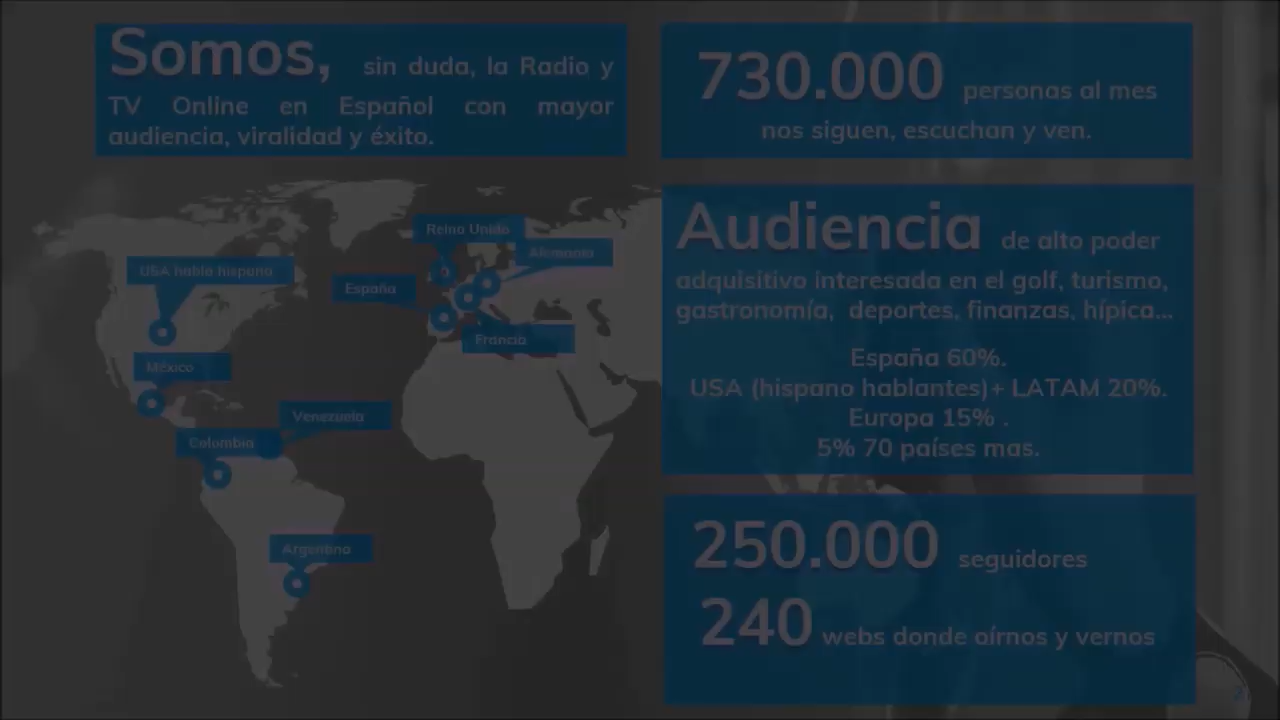 Somos, sin duda, la Radio y
TV Online en Español con mayor
audiencia, viralidad y éxito.
730.000 personas al mes
nos siguen, escuchan y ven.
Reino Unido
Alemania
USA habla hispana
España
Francia
México
Venezuela
Colombia
Argentina
Audiencia de alto poder
adquisitivo interesada en el golf, turismo,
gastronomía, deportes, finanzas, hípica...
España 60%.
USA (hispano hablantes)+ LATAM 20%.
Europa 15% .
5% 70 países mas.
250.000 seguidores
240 webs donde oírnos y vernos
2